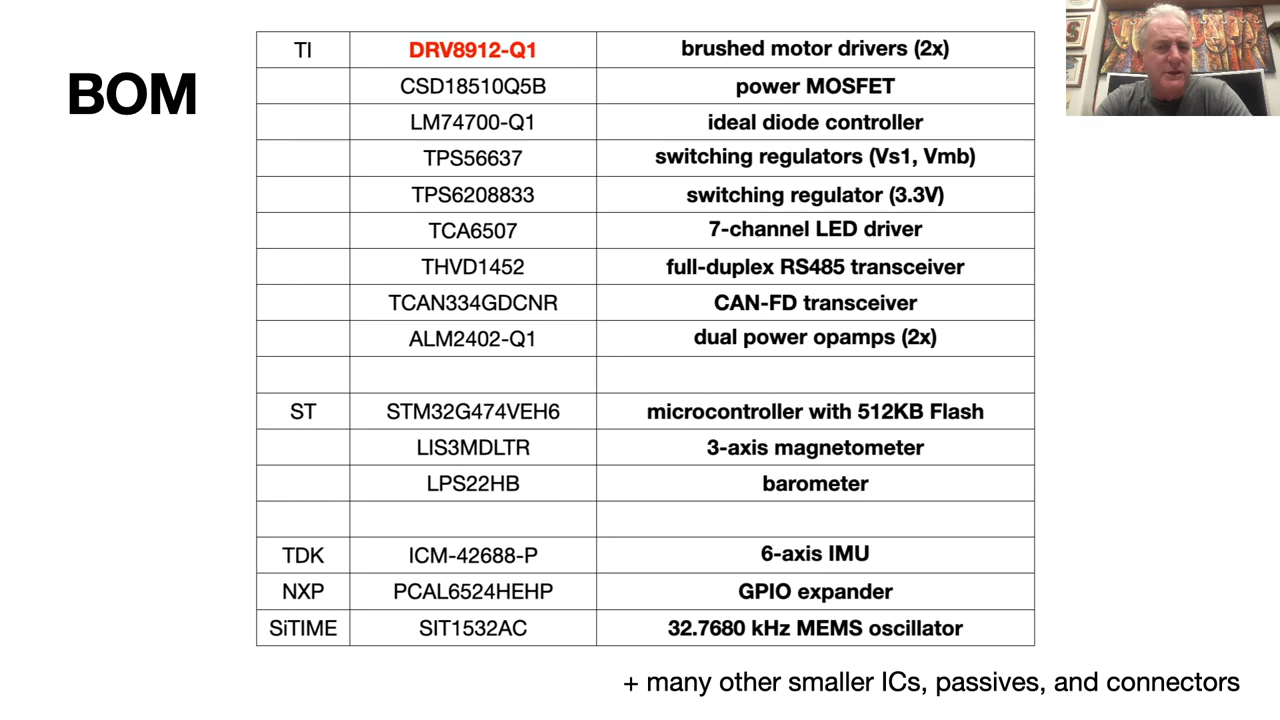 BOM
TI DRV8912-Q1 brushed motor drivers (2x)
CSD18510Q5B power MOSFET
LM74700-Q1 ideal diode controller
TPS56637 switching regulators (Vs1, Vmb)
TPS6208833 switching regulator (3.3V)
TCA6507 7-channel LED driver
THVD1452 full-duplex RS485 transceiver
TCAN334GDCNR CAN-FD transceiver
ALM2402-Q1 dual power opamps (2x)
ST STM32G474VEH6 microcontroller with 512KB Flash
LIS3MDLTR 3-axis magnetometer
LPS22HB barometer
TDK ICM-42688-P 6-axis IMU
NXP PCAL6524HEHP GPIO expander
SiTIME SIT1532AC 32.7680 kHz MEMS oscillator
+ many other smaller ICs, passives, and connectors